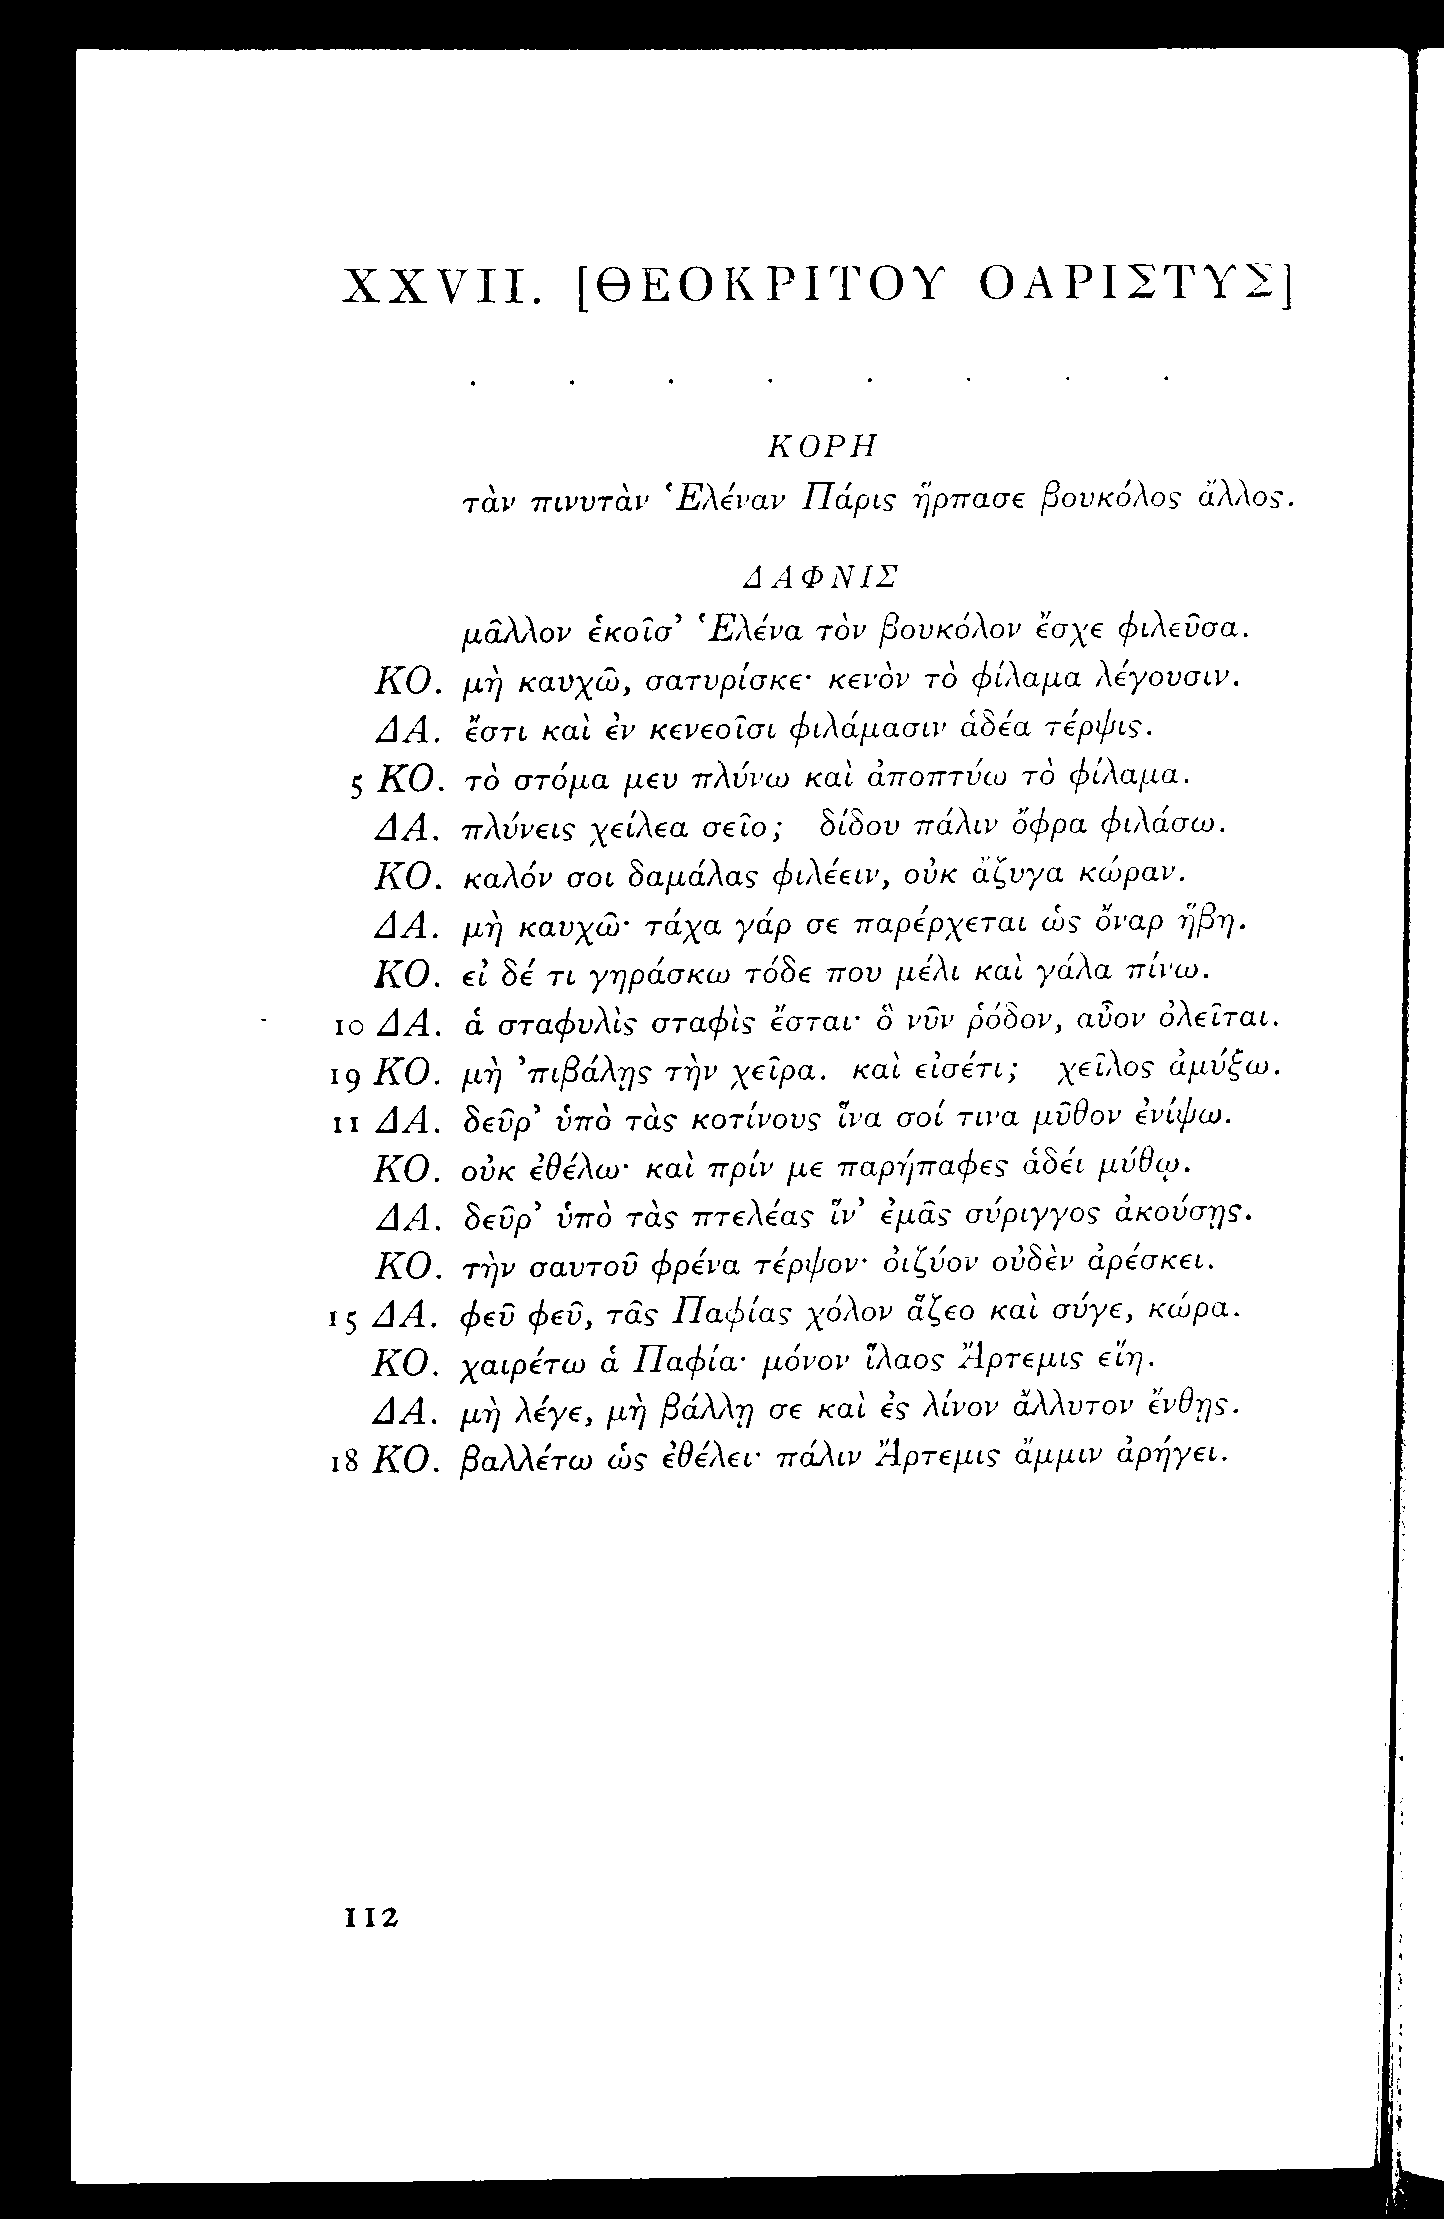 XXVII. [ΘΕΟΚΡΙΤΟΥ ΟΑΡΙΣΤΥΣ]
. . . . . . . .
ΚΟΡΗ
τὰν πινυτὰν Ἑλέναν Πάρις ἥρπασε βουκόλος ἄλλος.
ΔΑΦΝΙΣ
μᾶλλον ἑκοῖσ’ Ἑλένα τὸν βουκόλον ἔσχε φιλεῦσα.
ΚΟ. μὴ καυχῶ, σατυρίσκε· κενὸν τὸ φίλαμα λέγουσιν.
ΔΑ. ἔστι καὶ ἐν κενεοῖσι φιλάμασιν ἁδέα τέρψις.
5 ΚΟ. τὸ στόμα μευ πλύνω καὶ ἀποπτύω τὸ φίλαμα.
ΔΑ. πλύνεις χείλεα σεῖο; δίδου πάλιν ὄφρα φιλάσω.
ΚΟ. καλόν σοι δαμάλας φιλέειν, οὐκ ἄζυγα κώραν.
ΔΑ. μὴ καυχῶ· τάχα γάρ σε παρέρχεται ὡς ὄναρ ἥβη.
ΚΟ. εἰ δέ τι γηράσκω τόδε που μέλι καὶ γάλα πίνω.
10 ΔΑ. ἁ σταφυλὶς σταφὶς ἔσται· ὃ νῦν ῥόδον, αὖον ὀλεῖται.
19 ΚΟ. μὴ ’πιβάλῃς τὴν χεῖρα. καὶ εἰσέτι; χεῖλος ἀμύξω.
11 ΔΑ. δεῦρ’ ὑπὸ τὰς κοτίνους ἵνα σοί τινα μῦθον ἐνίψω.
ΚΟ. οὐκ ἐθέλω· καὶ πρίν με παρήπαφες ἁδέι μύθῳ.
ΔΑ. δεῦρ’ ὑπὸ τὰς πτελέας ἵν’ ἐμᾶς σύριγγος ἀκούσῃς.
ΚΟ. τὴν σαυτοῦ φρένα τέρψον· ὀιζύον οὐδὲν ἀρέσκει.
15 ΔΑ. φεῦ φεῦ, τᾶς Παφίας χόλον ἅζεο καὶ σύγε, κώρα.
ΚΟ. χαιρέτω ἁ Παφία· μόνον ἵλαος Ἄρτεμις εἴη.
ΔΑ. μὴ λέγε, μὴ βάλλῃ σε καὶ ἐς λίνον ἄλλυτον ἔνθῃς.
18 ΚΟ. βαλλέτω ὡς ἐθέλει· πάλιν Ἄρτεμις ἄμμιν ἀρήγει.
112